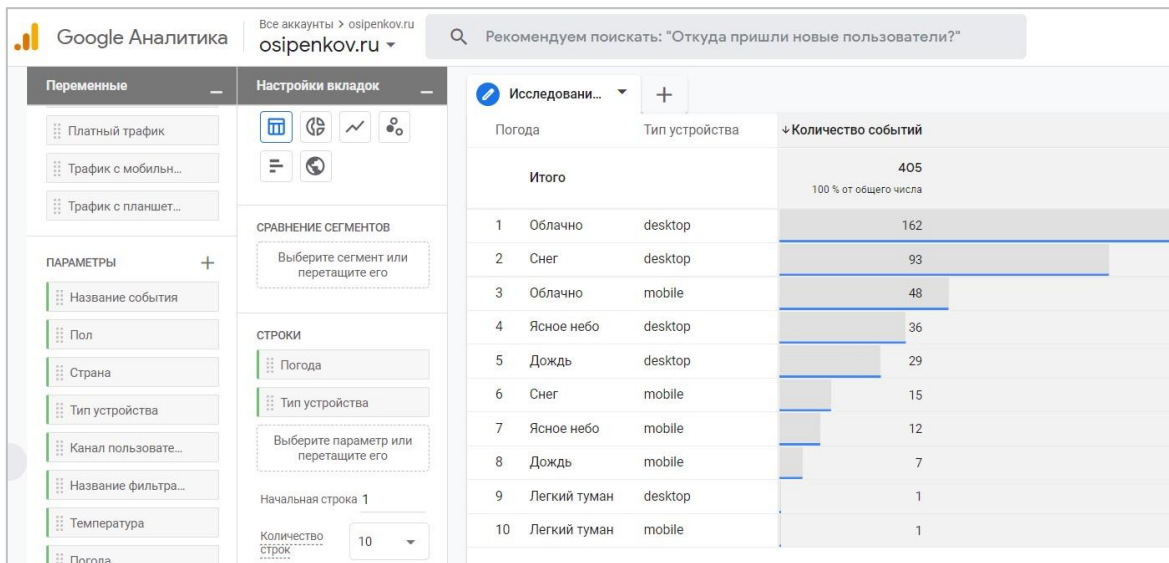 Google Аналитика
Все аккаунты > osipenkov.ru
osipenkov.ru
Рекомендуем поискать: "Откуда пришли новые пользователи?"
Переменные
Платный трафик
Трафик с мобильн...
Трафик с планшет...
ПАРАМЕТРЫ
Название события
Пол
Страна
Тип устройства
Канал пользовате...
Название фильтра...
Температура
Погода
Настройки вкладок
СРАВНЕНИЕ СЕГМЕНТОВ
Выберите сегмент или
перетащите его
СТРОКИ
Погода
Тип устройства
Выберите параметр или
перетащите его
Начальная строка 1
Количество
строк
10
Исследовани...
Погода Тип устройства ↓Количество событий
Итого 405
100 % от общего числа
1 Облачно desktop 162
2 Снег desktop 93
3 Облачно mobile 48
4 Ясное небо desktop 36
5 Дождь desktop 29
6 Снег mobile 15
7 Ясное небо mobile 12
8 Дождь mobile 7
9 Легкий туман desktop 1
10 Легкий туман mobile 1